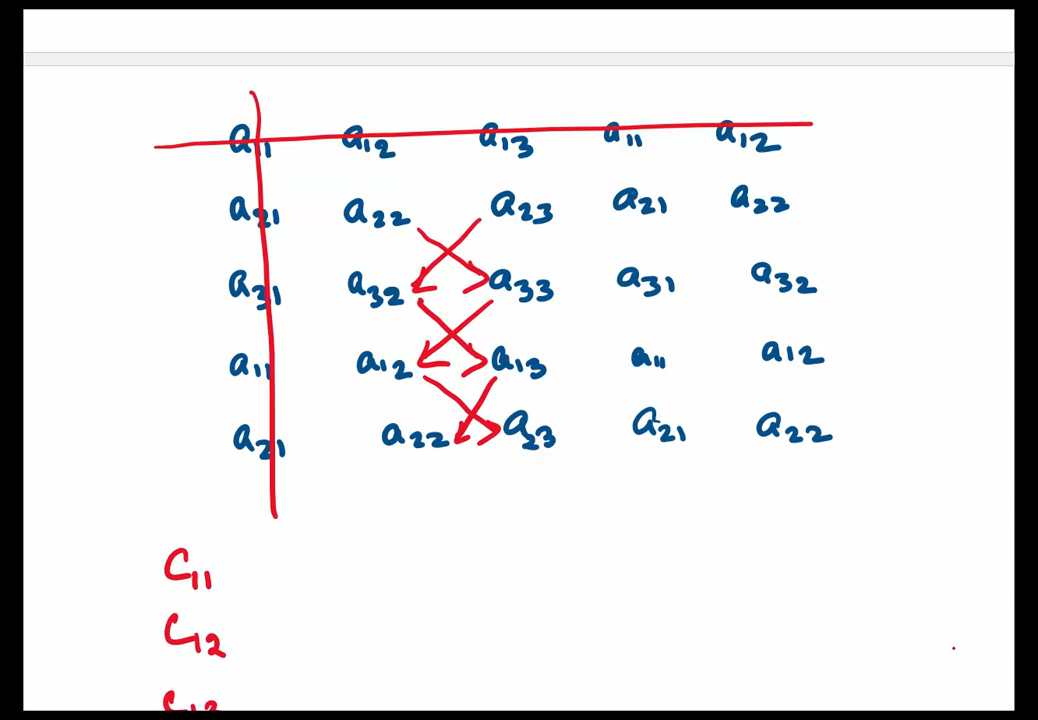 a11 a12 a13 a11 a12
a21 a22 a23 a21 a22
a31 a32 a33 a31 a32
a11 a12 a13 a11 a12
a21 a22 a23 a21 a22
C11
C12